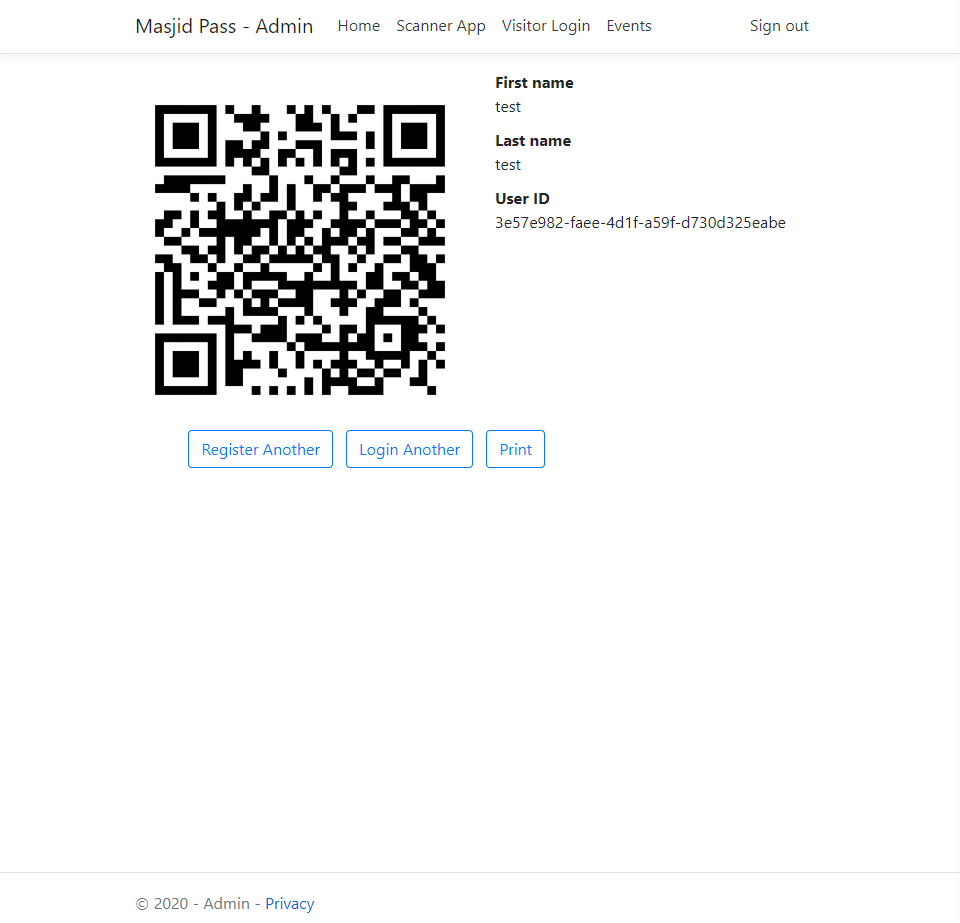 Masjid Pass - Admin Home Scanner App Visitor Login Events Sign out
First name
test
Last name
test
User ID
3e57e982-faee-4d1f-a59f-d730d325eabe
Register Another Login Another Print
© 2020 - Admin - Privacy